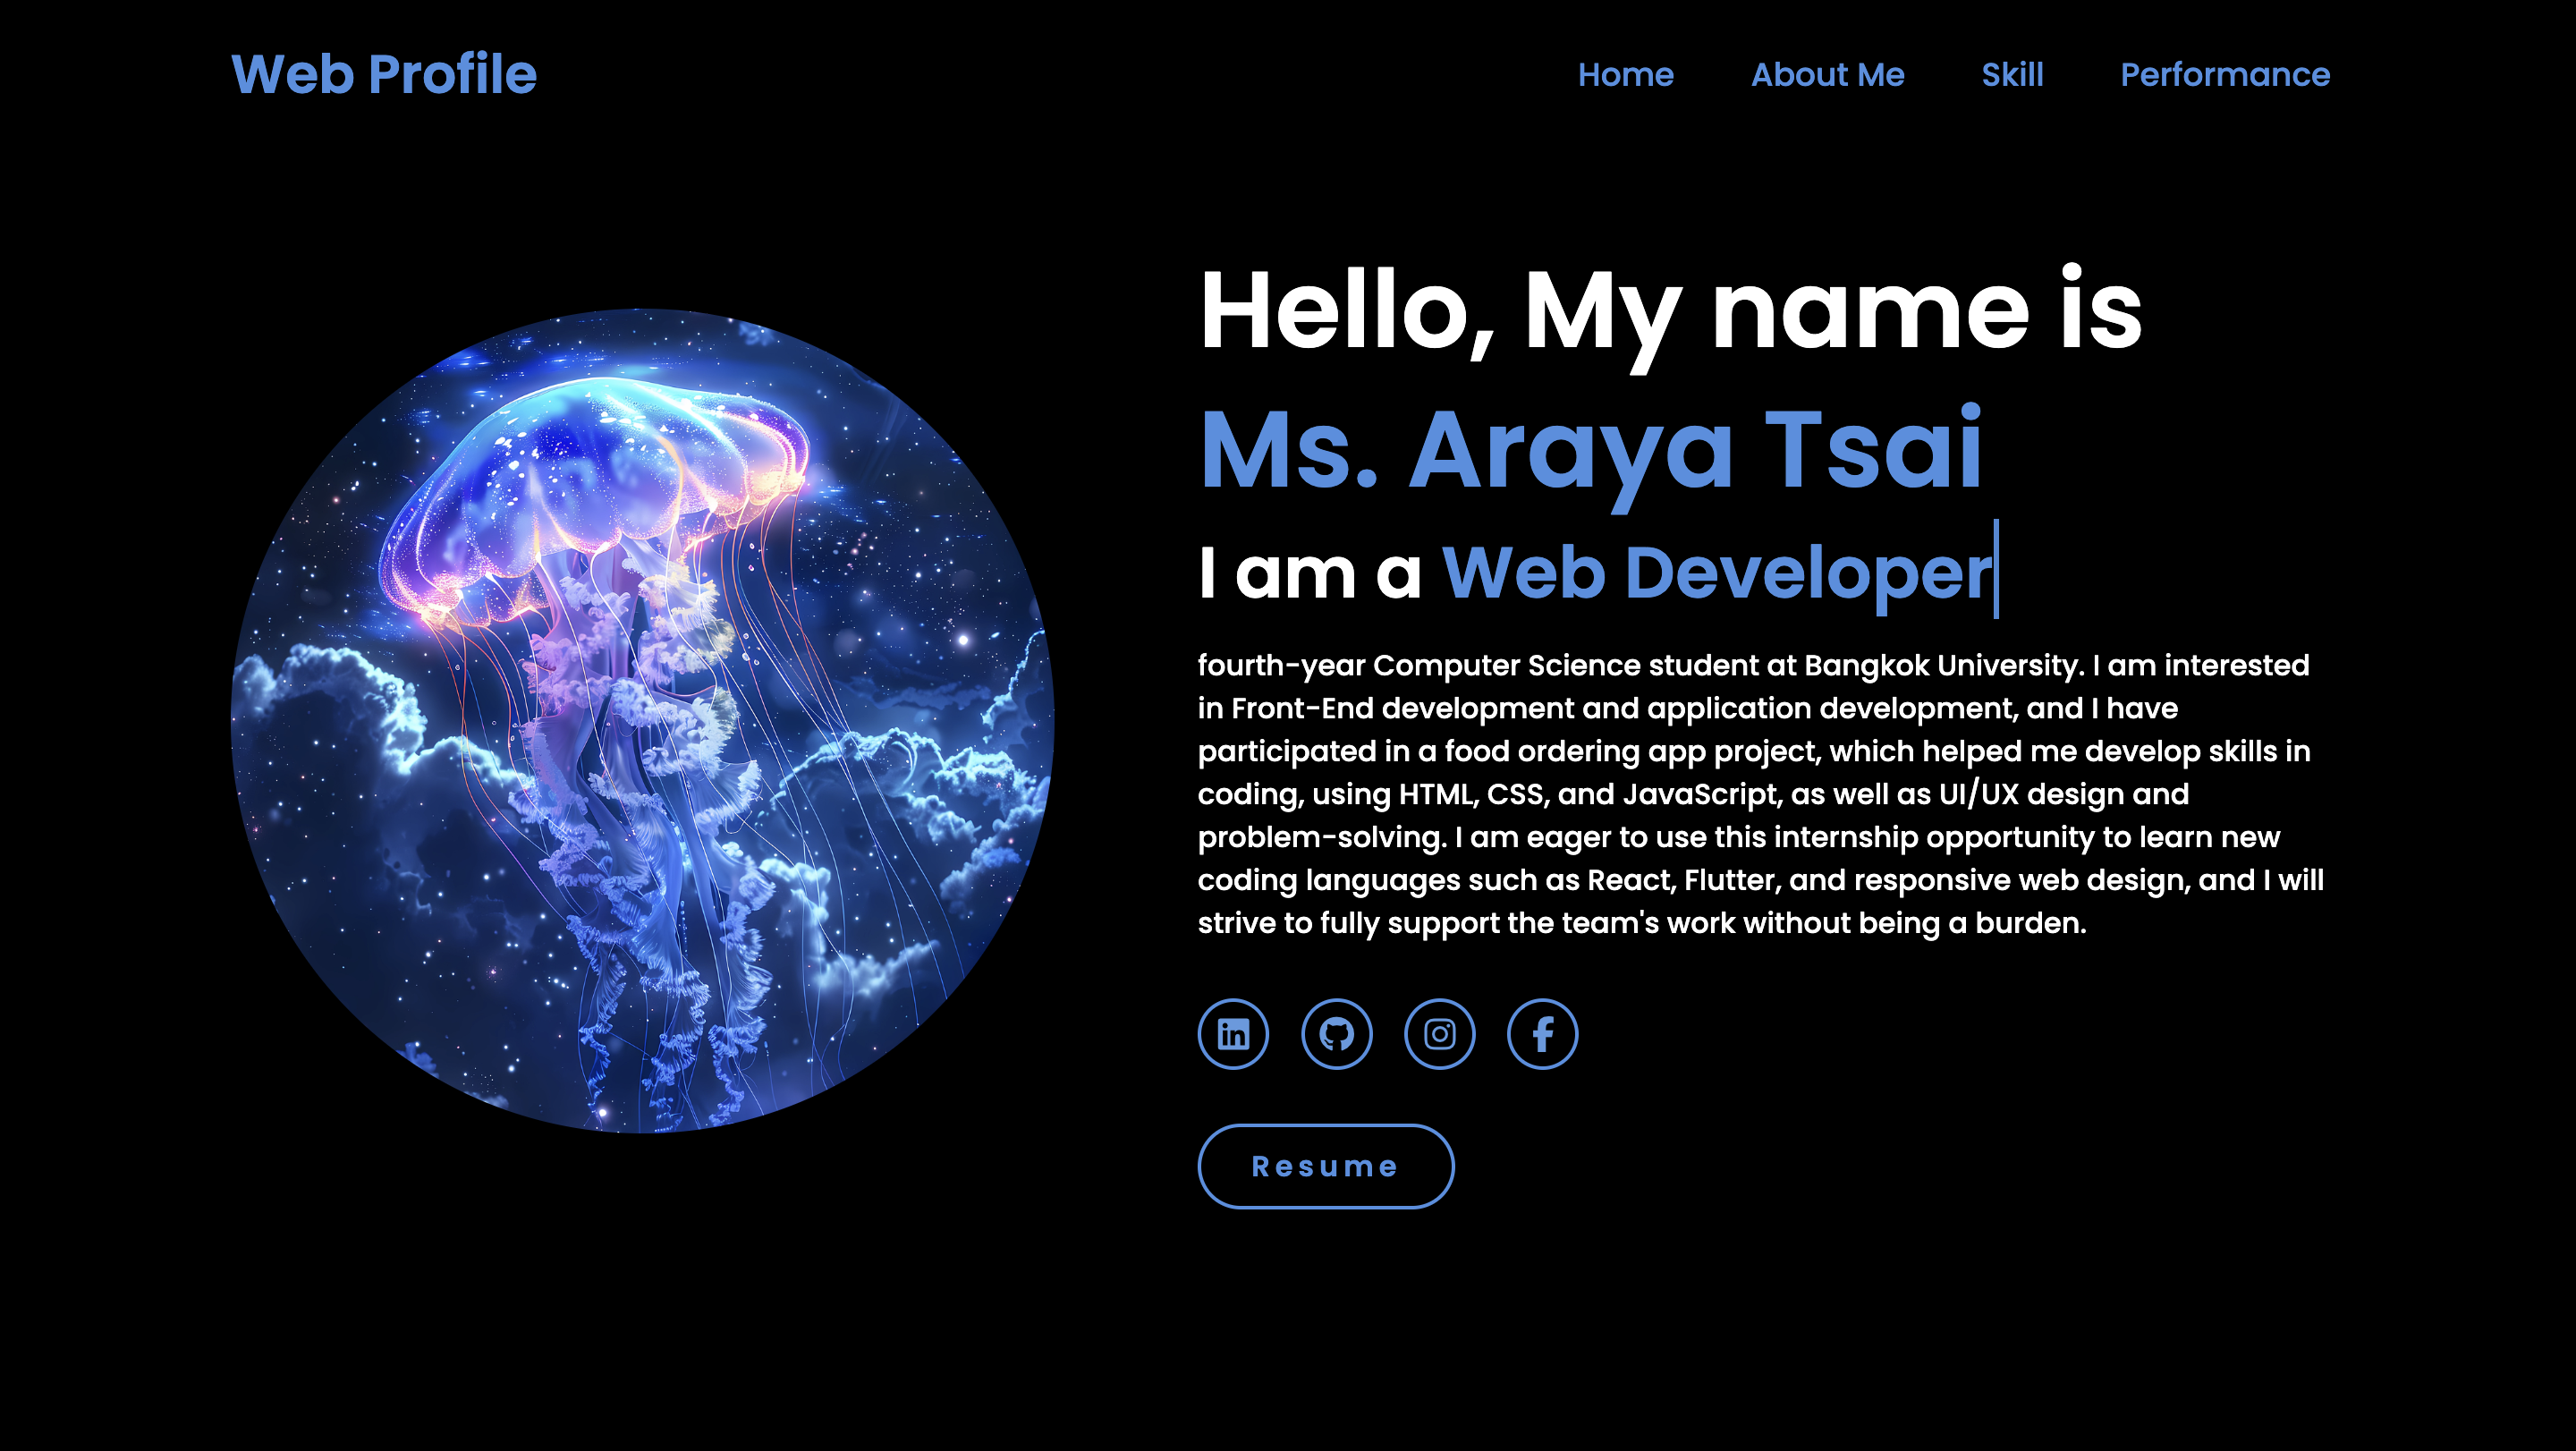 Web Profile
Home About Me Skill Performance
Hello, My name is
Ms. Araya Tsai
I am a Web Developer
fourth-year Computer Science student at Bangkok University. I am interested
in Front-End development and application development, and I have
participated in a food ordering app project, which helped me develop skills in
coding, using HTML, CSS, and JavaScript, as well as UI/UX design and
problem-solving. I am eager to use this internship opportunity to learn new
coding languages such as React, Flutter, and responsive web design, and I will
strive to fully support the team's work without being a burden.
Resume